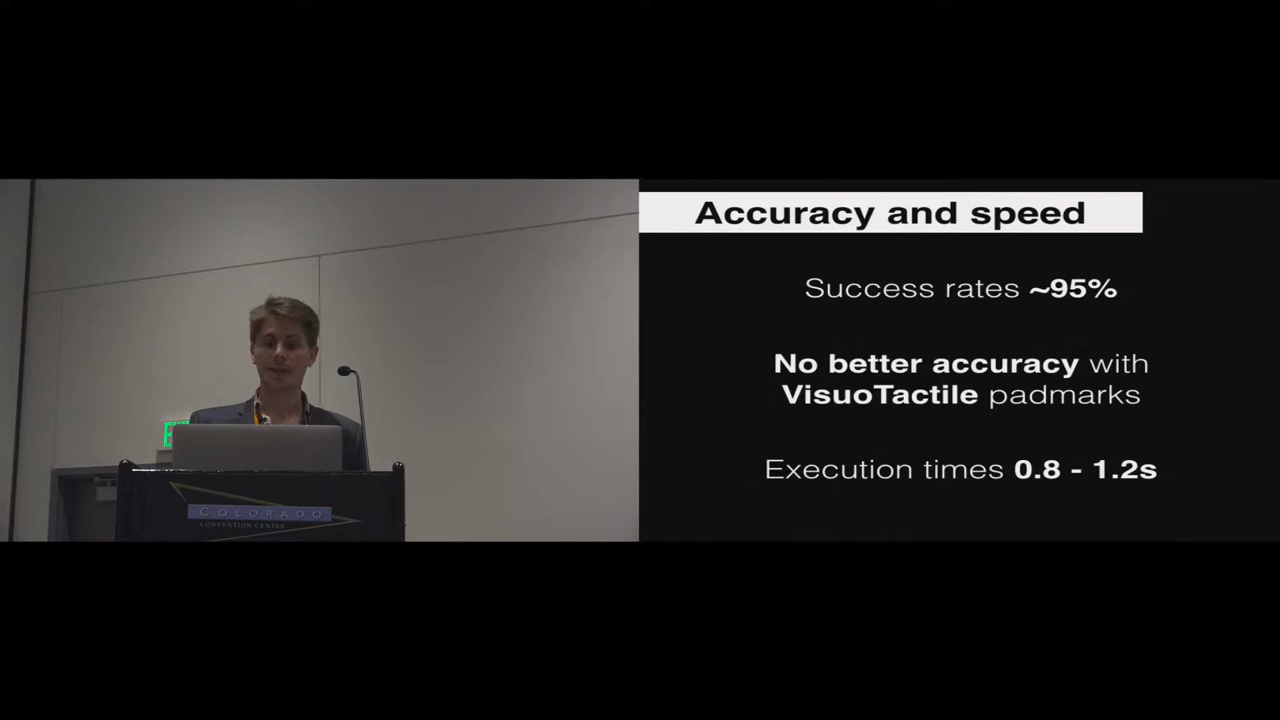 Accuracy and speed
Success rates ~95%
No better accuracy with
VisuoTactile padmarks
Execution times 0.8 - 1.2s
COLORADO
CONVENTION CENTER